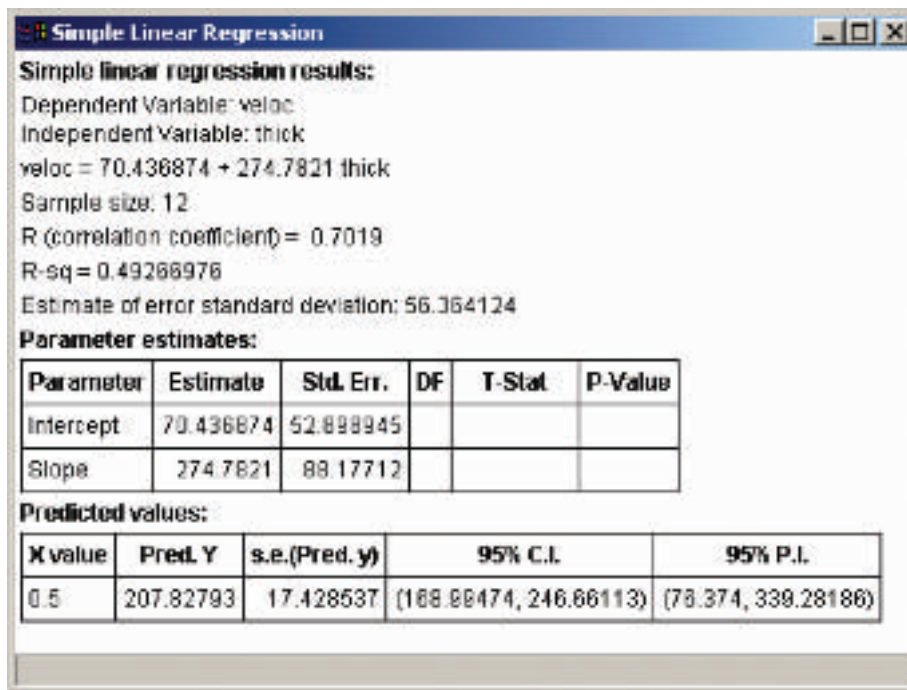 Simple Linear Regression
Simple linear regression results:
Dependent Variable: veloc
Independent Variable: thick
veloc = 70.436874 + 274.7821 thick
Sample size: 12
R (correlation coefficient) = 0.7019
R-sq = 0.49266976
Estimate of error standard deviation: 56.364124
Parameter estimates:
Parameter Estimate Std. Err. DF T-Stat P-Value
Intercept 70.436874 52.898945
Slope 274.7821 88.17712
Predicted values:
X value Pred. Y s.e.(Pred. y) 95% C.I. 95% P.I.
0.5 207.82793 17.428537 (168.99474, 246.66113) (76.374, 339.28186)